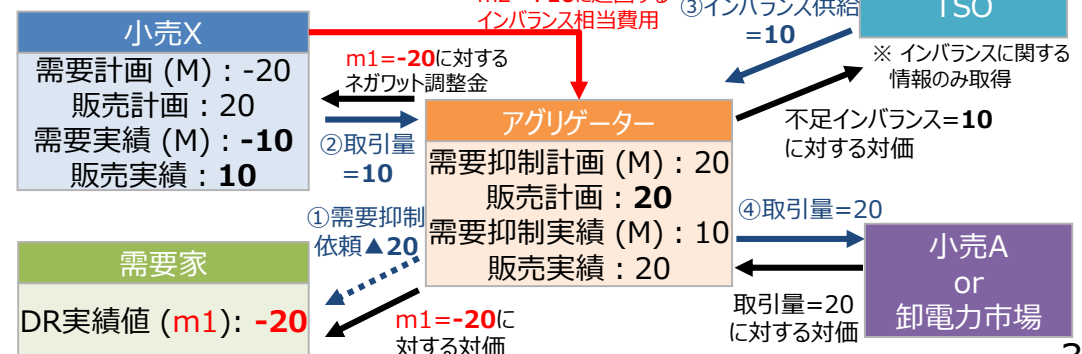 インバランス相当費用
③インバランス供給
=10
TSO
※ インバランスに関する
情報のみ取得
小売X
需要計画 (M)：-20
販売計画：20
需要実績 (M)：-10
販売実績：10
m1=-20に対する
ネガワット調整金
②取引量
=10
アグリゲーター
需要抑制計画 (M)：20
販売計画：20
需要抑制実績 (M)：10
販売実績：20
不足インバランス=10
に対する対価
①需要抑制
依頼▲20
④取引量=20
小売A
or
卸電力市場
需要家
DR実績値 (m1): -20
m1=-20に
対する対価
取引量=20
に対する対価